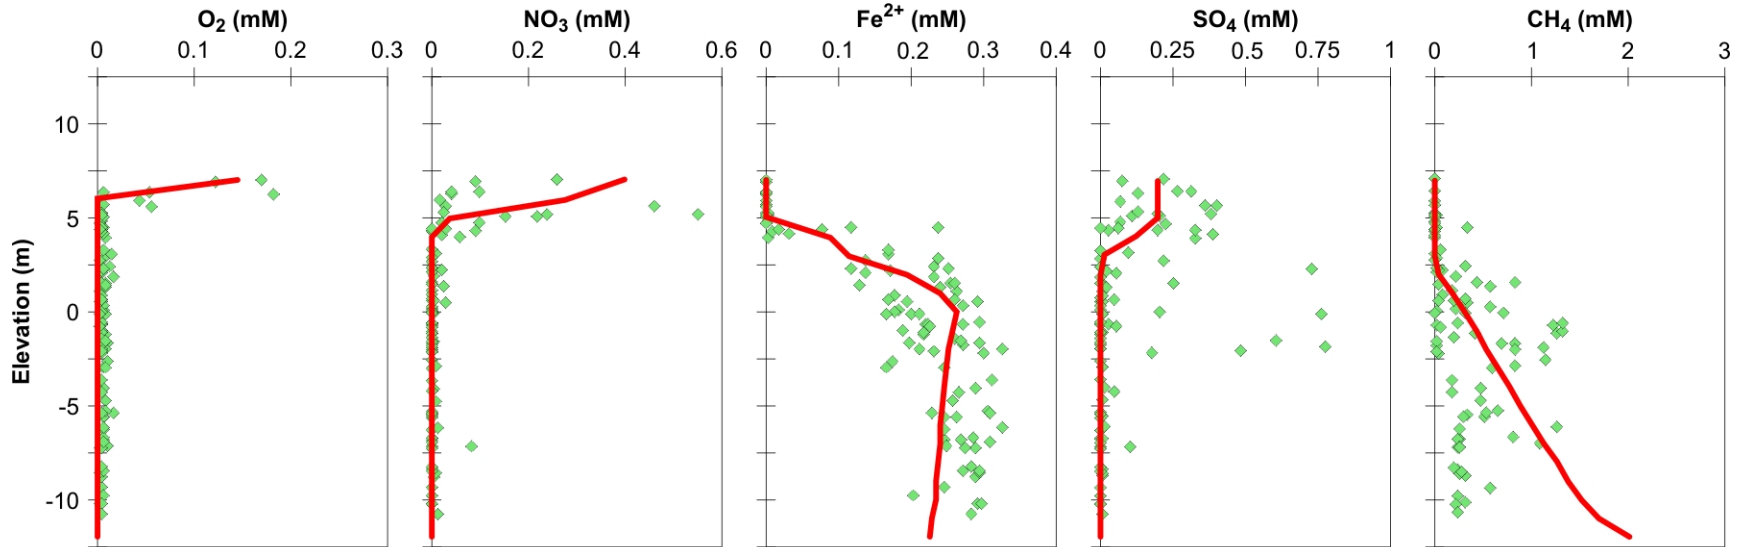 O₂ (mM) NO₃ (mM) Fe²⁺ (mM) SO₄ (mM) CH₄ (mM)
0 0.1 0.2 0.3 0 0.2 0.4 0.6 0 0.1 0.2 0.3 0.4 0 0.25 0.5 0.75 1 0 1 2 3
10
5
0
-5
-10
Elevation (m)